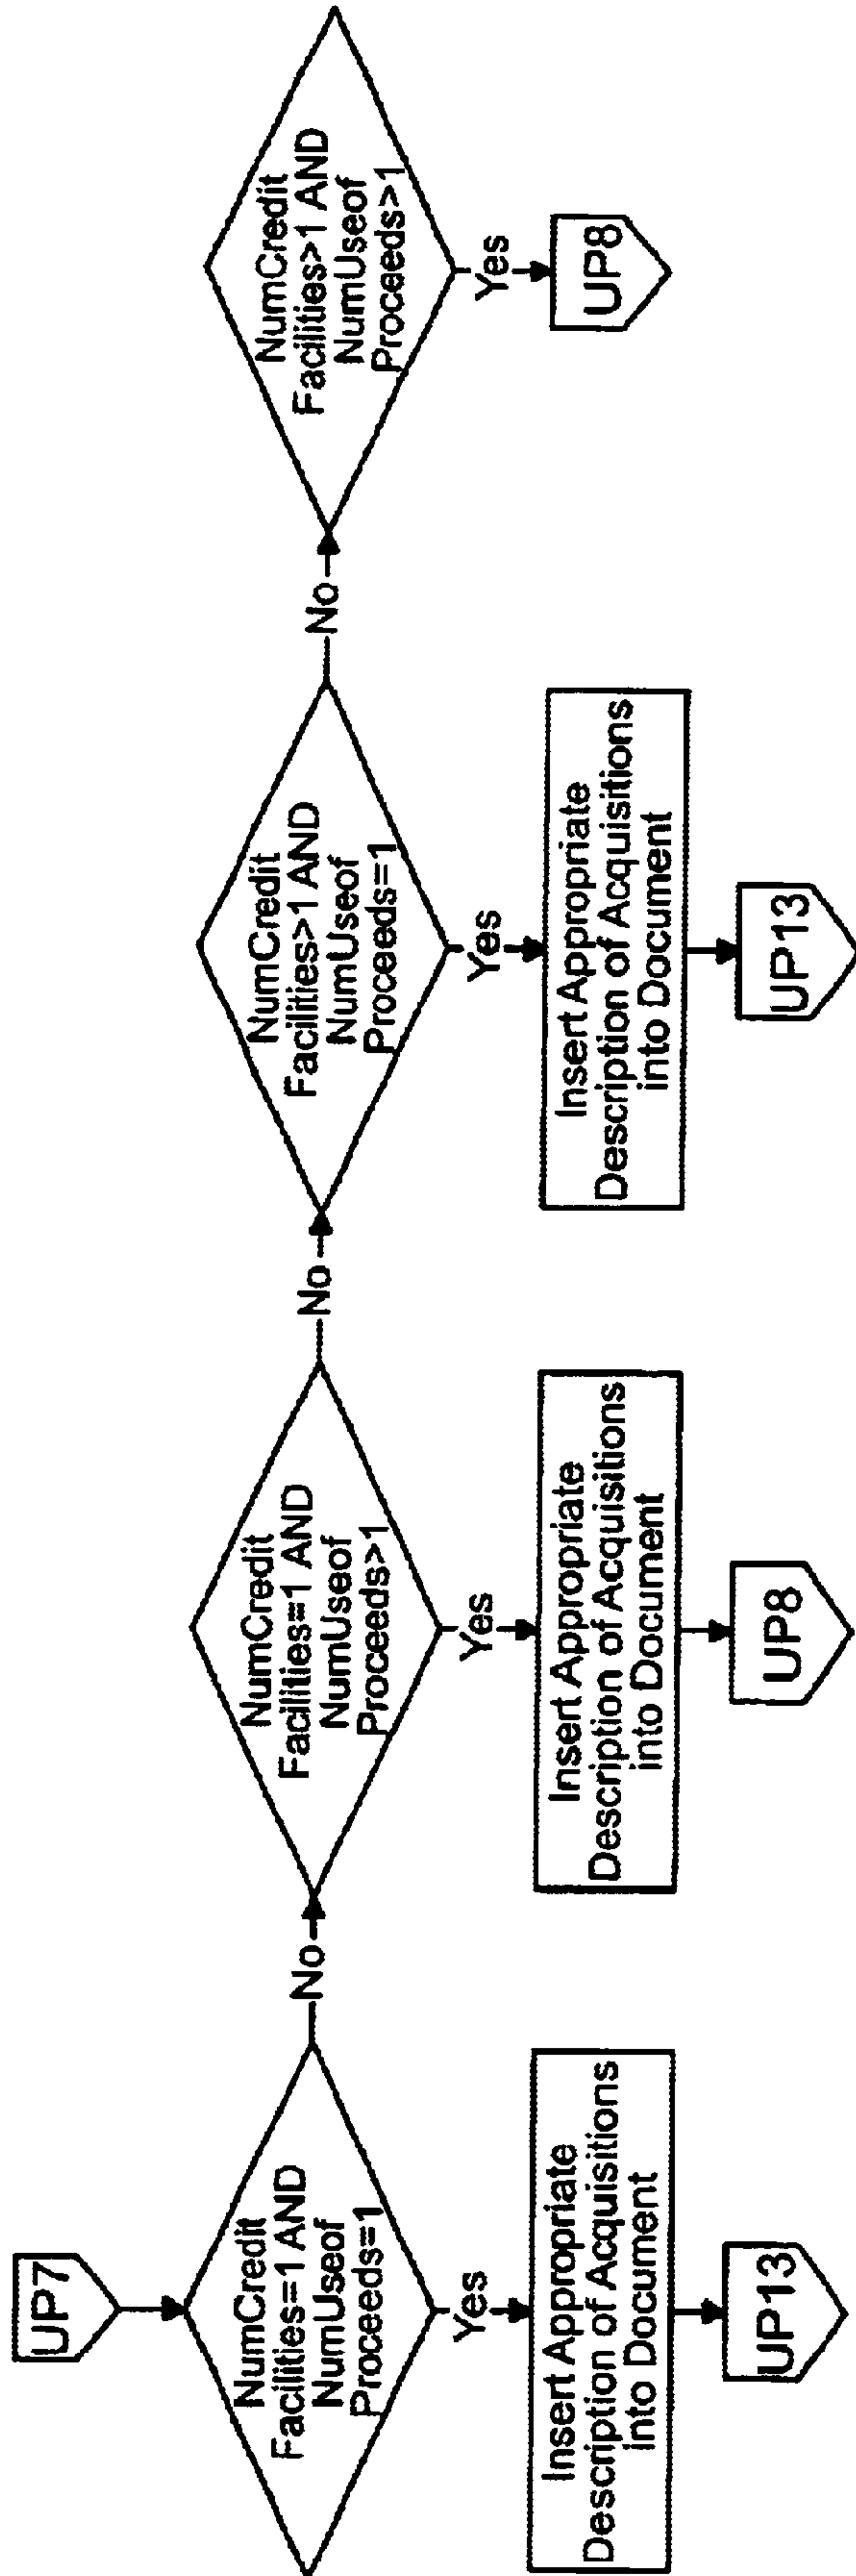 UP7
NumCredit
Facilities=1 AND
NumUseof
Proceeds=1
No
NumCredit
Facilities=1 AND
NumUseof
Proceeds>1
No
NumCredit
Facilities>1 AND
NumUseof
Proceeds=1
No
NumCredit
Facilities>1 AND
NumUseof
Proceeds>1
Yes
Yes
Yes
Yes
Insert Appropriate
Description of Acquisitions
into Document
Insert Appropriate
Description of Acquisitions
into Document
Insert Appropriate
Description of Acquisitions
into Document
UP8
UP13
UP8
UP13